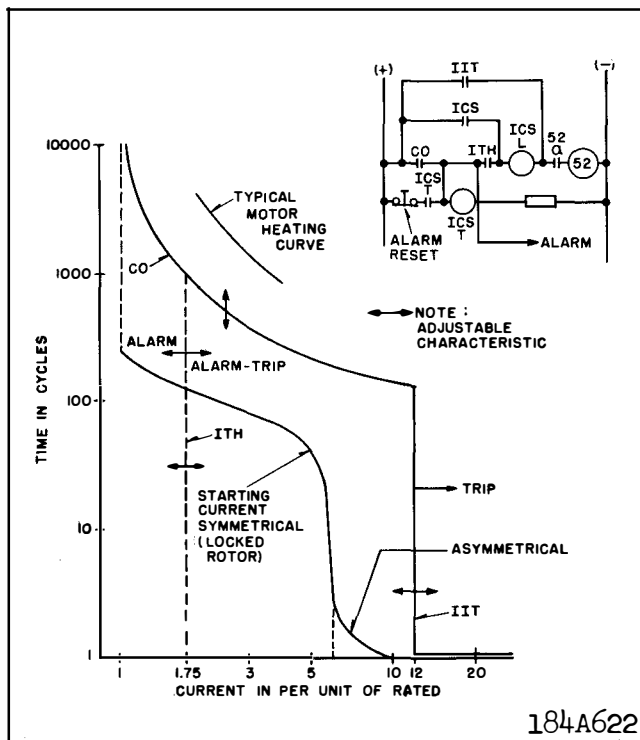 (+)
(-)
IIT
ICS
ICS
L
52
a
CO
ITH
52
ICS
T
ICS
T
ALARM
RESET
ALARM
10000
1000
100
10
1
TIME IN CYCLES
TYPICAL
MOTOR
HEATING
CURVE
CO
NOTE :
ADJUSTABLE
CHARACTERISTIC
ALARM
ALARM-TRIP
ITH
STARTING
CURRENT
SYMMETRICAL
(LOCKED
ROTOR)
TRIP
ASYMMETRICAL
IIT
1
1.75
3
5
10
12
20
CURRENT IN PER UNIT OF RATED
184A622